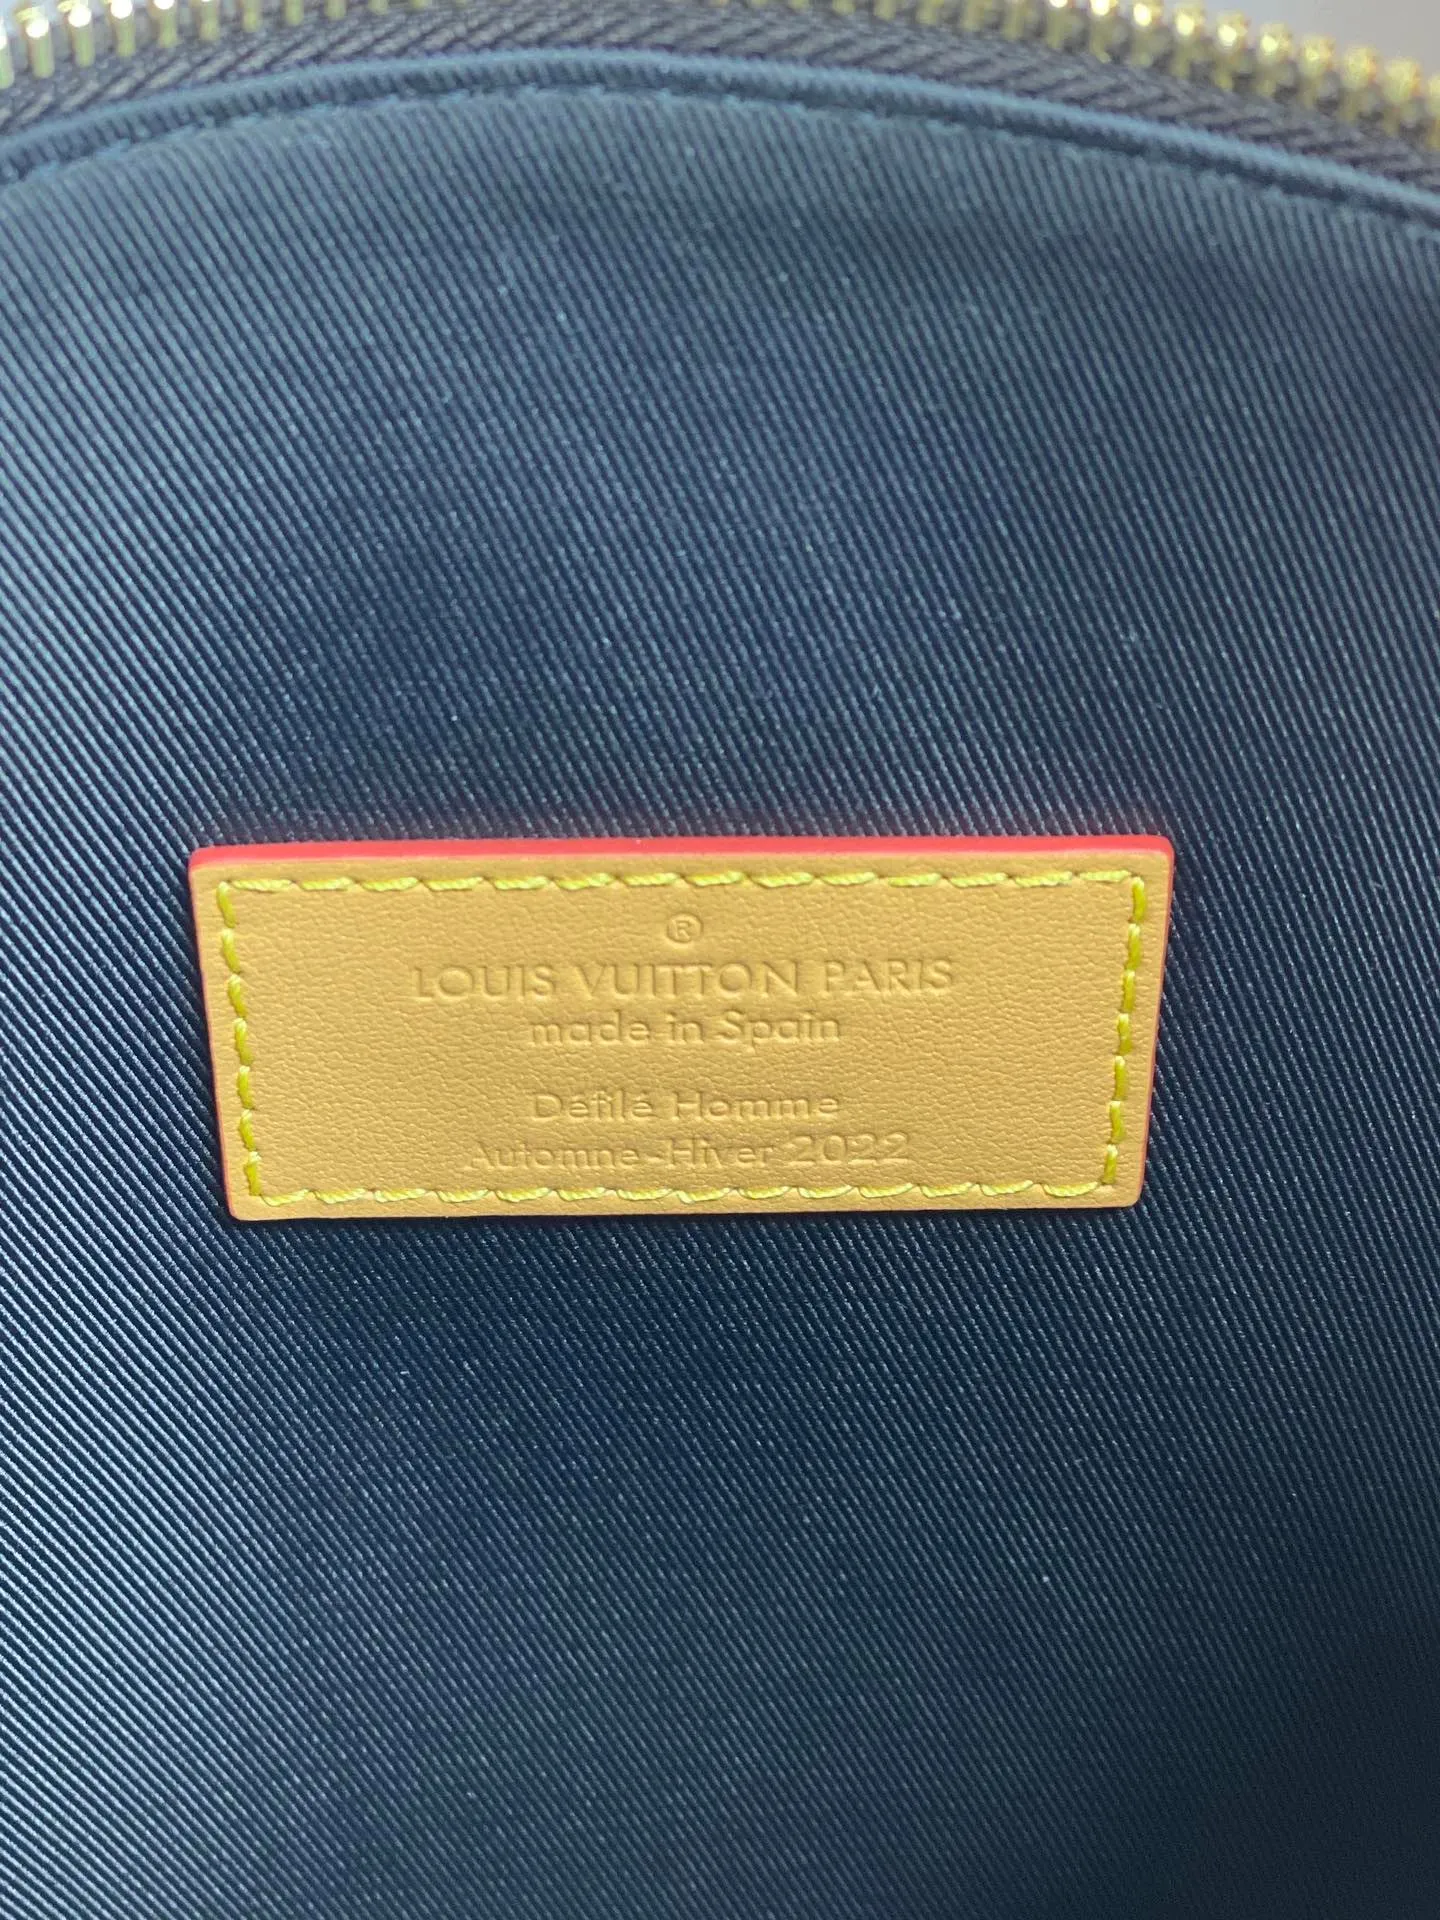 ®
LOUIS VUITTON PARIS
made in Spain
Défilé Homme
Automne-Hiver 2022